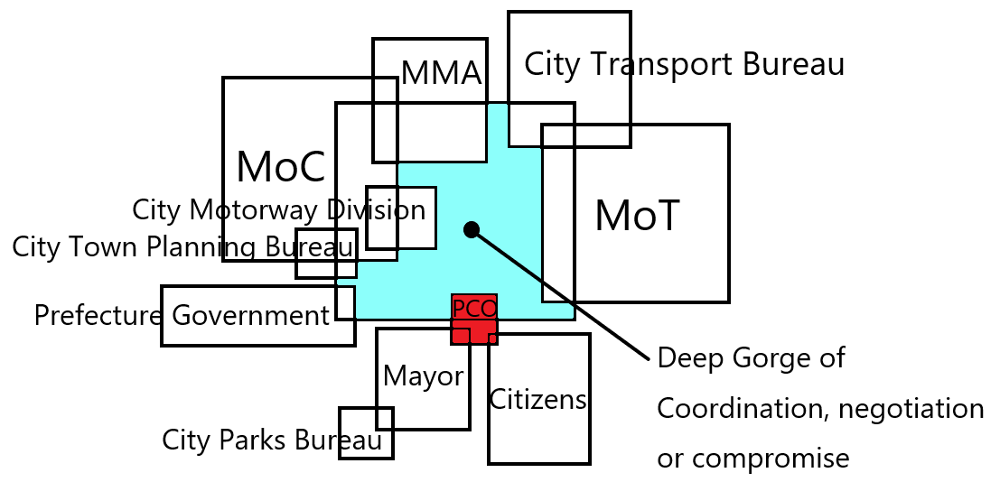 City Transport Bureau
MMA
MoC
MoT
City Motorway Division
City Town Planning Bureau
Prefecture Government
PCO
Mayor
Citizens
City Parks Bureau
Deep Gorge of
Coordination, negotiation
or compromise